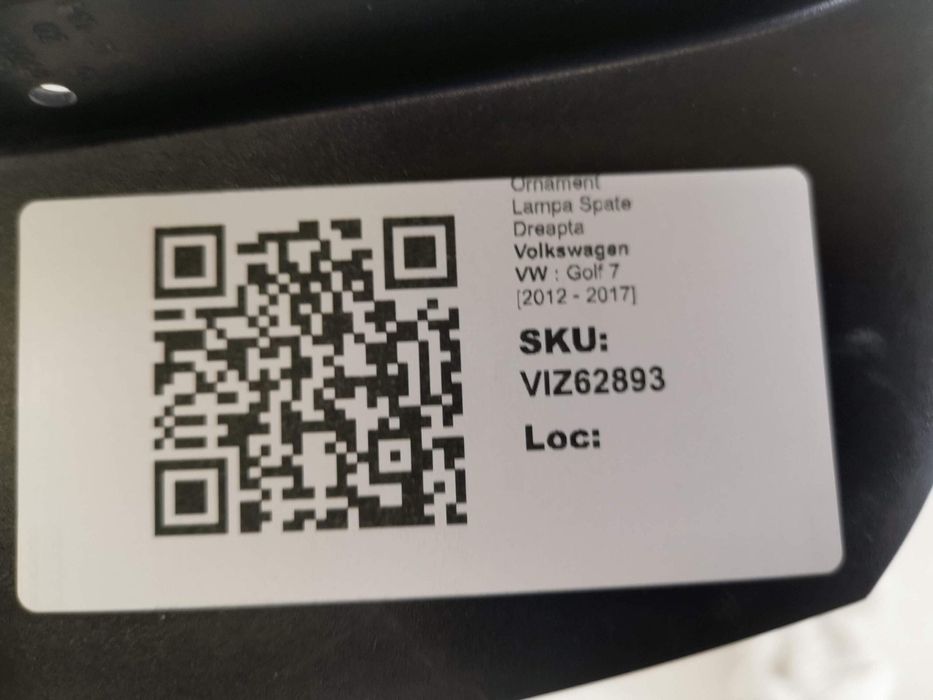 Ornament
Lampa Spate
Dreapta
Volkswagen
VW : Golf 7
[2012 - 2017]
SKU:
VIZ62893
Loc: